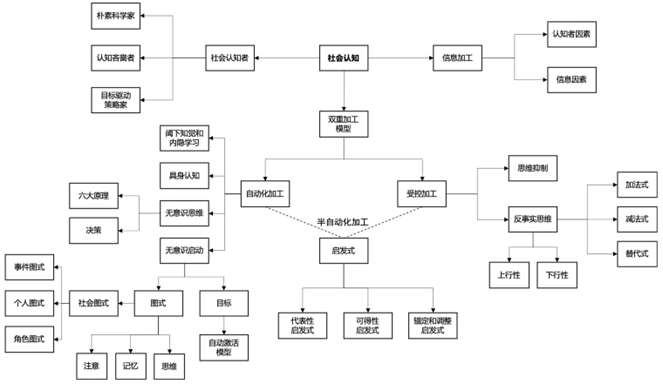 朴素科学家
认知吝啬者
目标驱动
策略家
社会认知者
社会认知
信息加工
认知者因素
信息因素
双重加工
模型
阈下知觉和
内隐学习
具身认知
无意识思维
无意识启动
六大原理
决策
自动化加工
受控加工
半自动化加工
启发式
思维抑制
反事实思维
加法式
减法式
替代式
上行性
下行性
事件图式
个人图式
角色图式
社会图式
图式
目标
注意
记忆
思维
自动激活
模型
代表性
启发式
可得性
启发式
锚定和调整
启发式